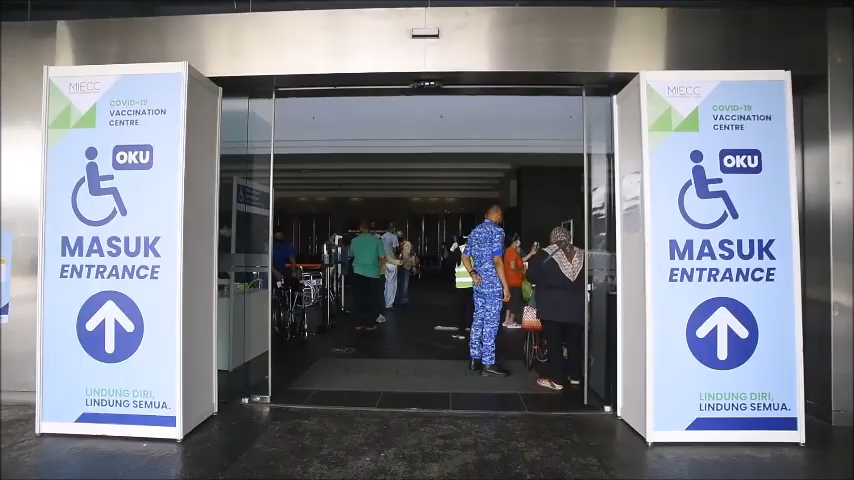 MIECC
COVID-19
VACCINATION
CENTRE
OKU
MASUK
ENTRANCE
LINDUNG DIRI,
LINDUNG SEMUA.
MIECC
COVID-19
VACCINATION
CENTRE
OKU
MASUK
ENTRANCE
LINDUNG DIRI,
LINDUNG SEMUA.